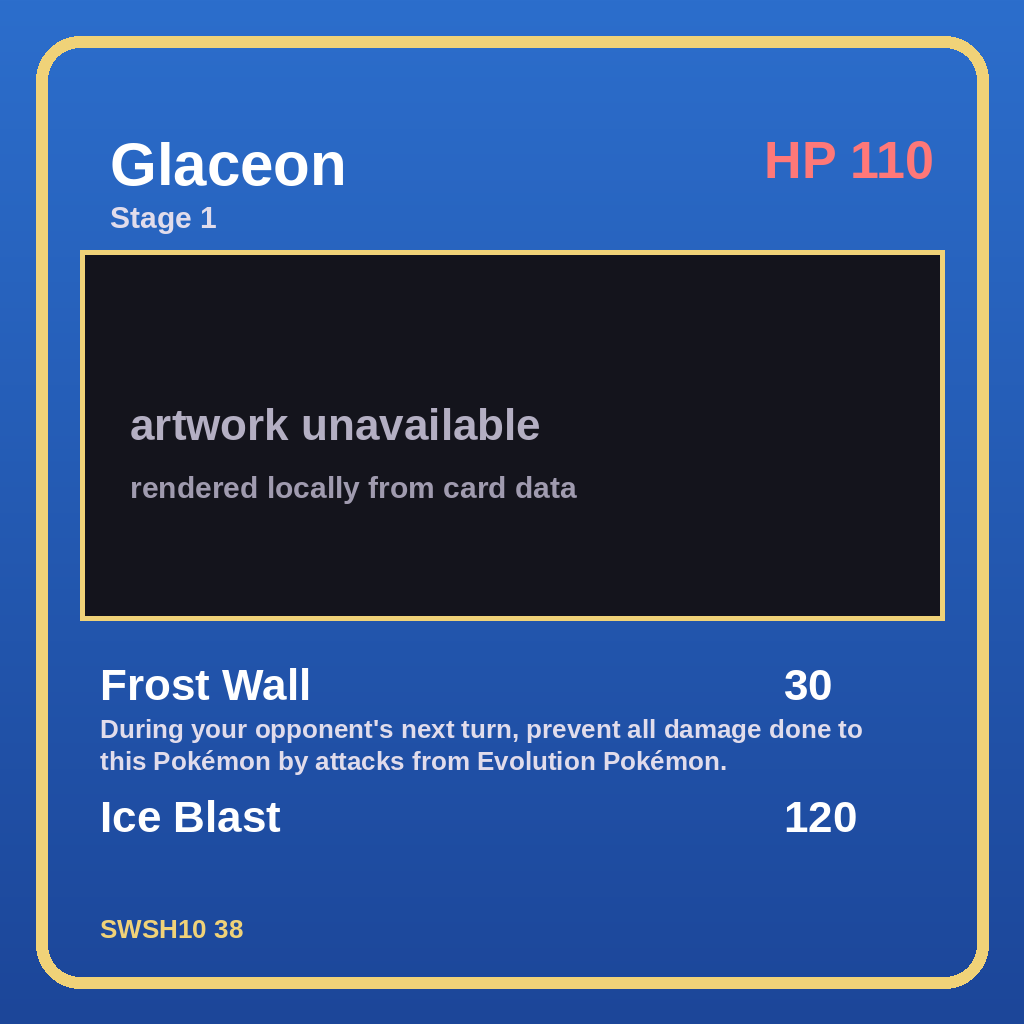 Glaceon
HP 110
Stage 1
artwork unavailable
rendered locally from card data
Frost Wall 30
During your opponent's next turn, prevent all damage done to
this Pokémon by attacks from Evolution Pokémon.
Ice Blast 120
SWSH10 38